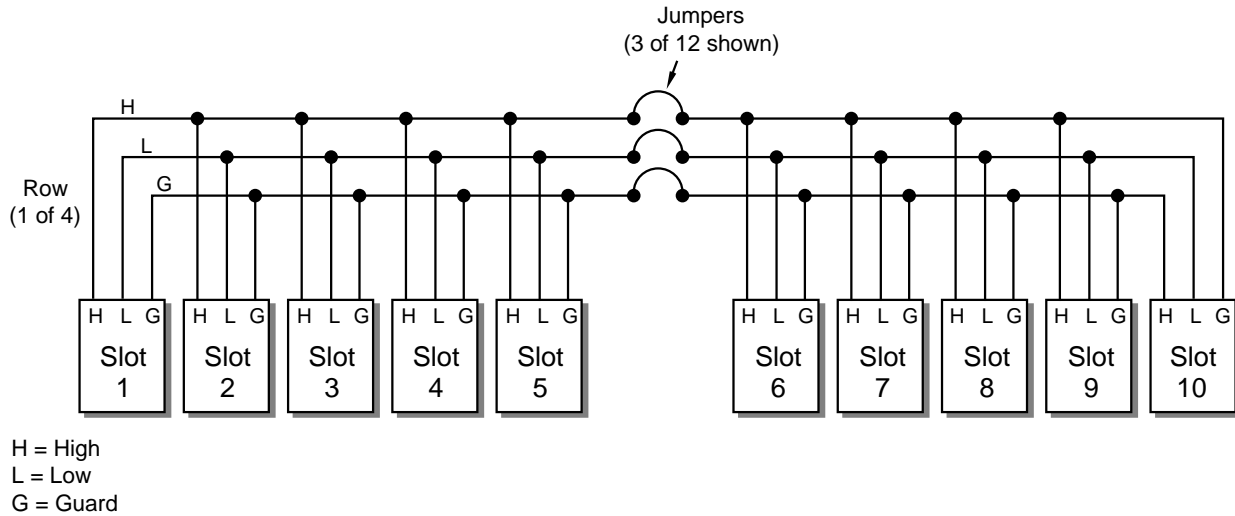 Jumpers
(3 of 12 shown)
H
L
G
Row
(1 of 4)
H L G H L G H L G H L G H L G H L G H L G H L G H L G H L G
Slot Slot Slot Slot Slot Slot Slot Slot Slot Slot
1 2 3 4 5 6 7 8 9 10
H = High
L = Low
G = Guard